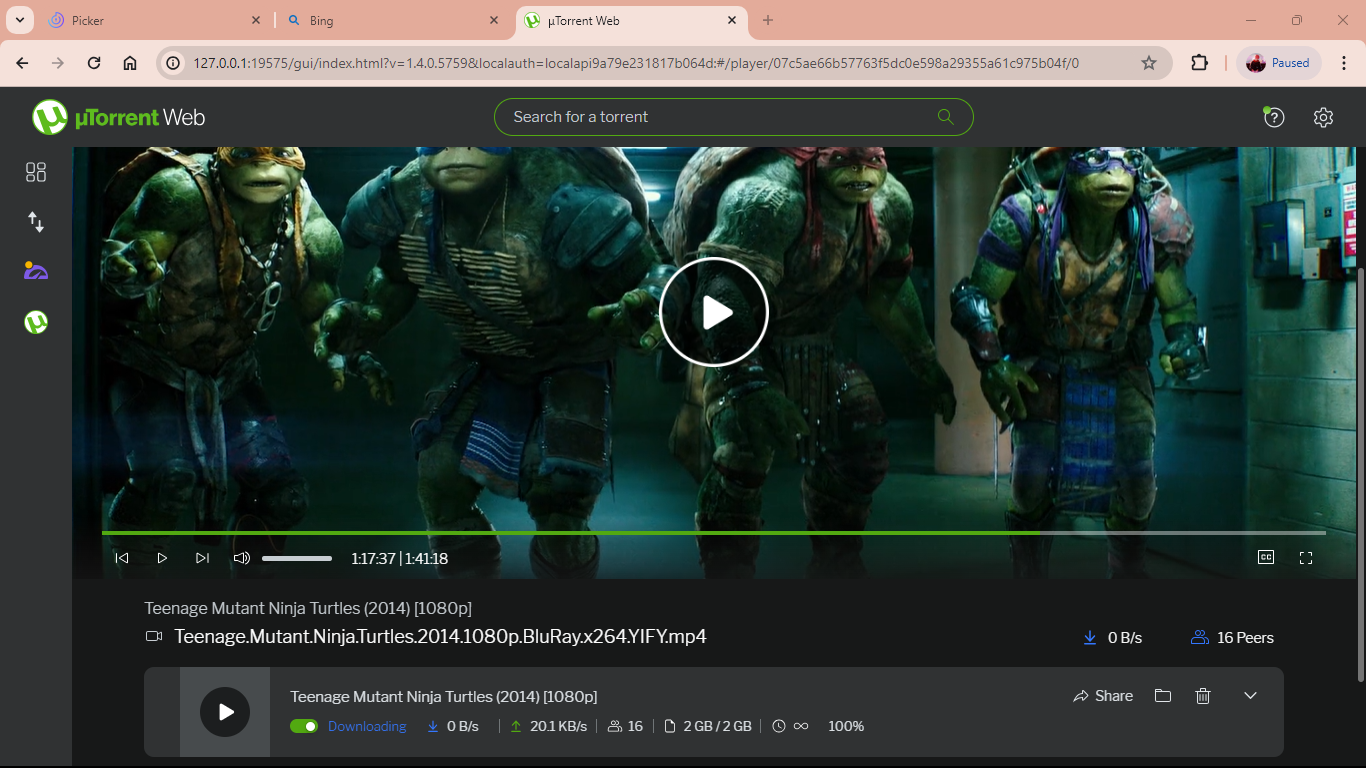 Picker
Bing
µTorrent Web
127.0.0.1:19575/gui/index.html?v=1.4.0.5759&localauth=localapi9a79e231817b064d:#/player/07c5ae66b57763f5dc0e598a29355a61c975b04f/0
Paused
µTorrent Web
Search for a torrent
1:17:37 | 1:41:18
CC
Teenage Mutant Ninja Turtles (2014) [1080p]
Teenage.Mutant.Ninja.Turtles.2014.1080p.BluRay.x264.YIFY.mp4
0 B/s
16 Peers
Teenage Mutant Ninja Turtles (2014) [1080p]
Share
Downloading
0 B/s
20.1 KB/s
16
2 GB / 2 GB
∞
100%